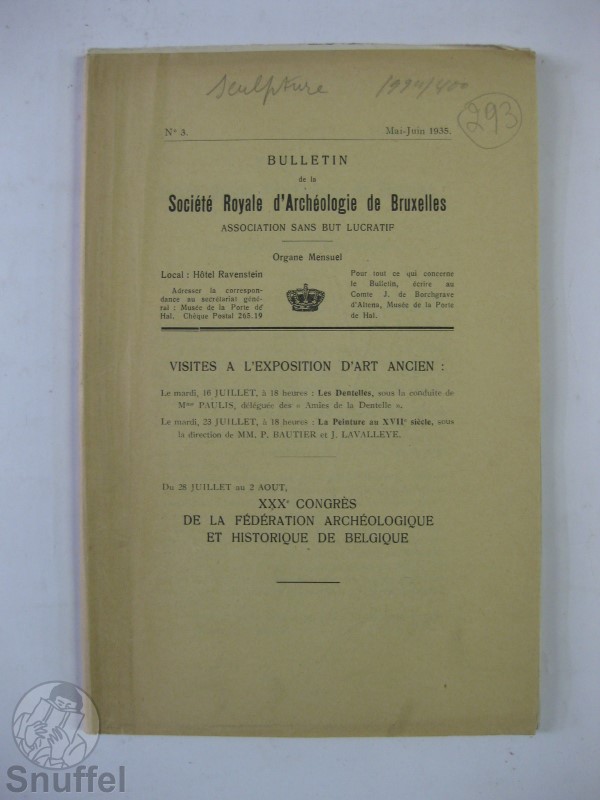 sculpture
293
N° 3.
Mai-Juin 1935.
BULLETIN
de la
Société Royale d'Archéologie de Bruxelles
ASSOCIATION SANS BUT LUCRATIF
Organe Mensuel
Local : Hôtel Ravenstein
Adresser la correspon-
dance au secrétariat géné-
ral : Musée de la Porte de
Hal. Chèque Postal 265.19
Pour tout ce qui concerne
le Bulletin, écrire au
Comte J. de Borchgrave
d'Altena, Musée de la Porte
de Hal.
VISITES A L'EXPOSITION D'ART ANCIEN :
Le mardi, 16 JUILLET, à 18 heures : Les Dentelles, sous la conduite de
Mme PAULIS, déléguée des « Amies de la Dentelle ».
Le mardi, 23 JUILLET, à 18 heures : La Peinture au XVIIe siècle, sous
la direction de MM. P. BAUTIER et J. LAVALLEYE.
Du 28 JUILLET au 2 AOUT,
XXXe CONGRÈS
DE LA FÉDÉRATION ARCHÉOLOGIQUE
ET HISTORIQUE DE BELGIQUE
Snuffel